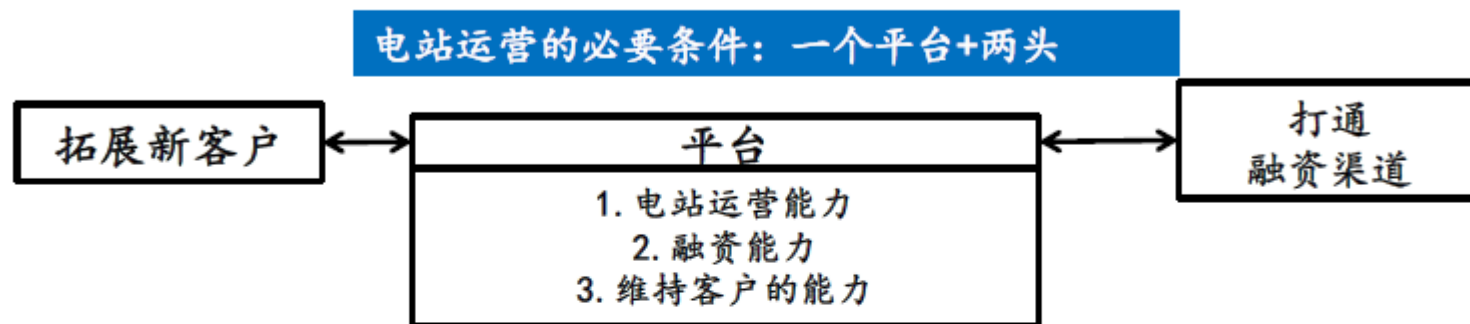 电站运营的必要条件：一个平台+两头
拓展新客户
平台
1.电站运营能力
2.融资能力
3.维持客户的能力
打通
融资渠道